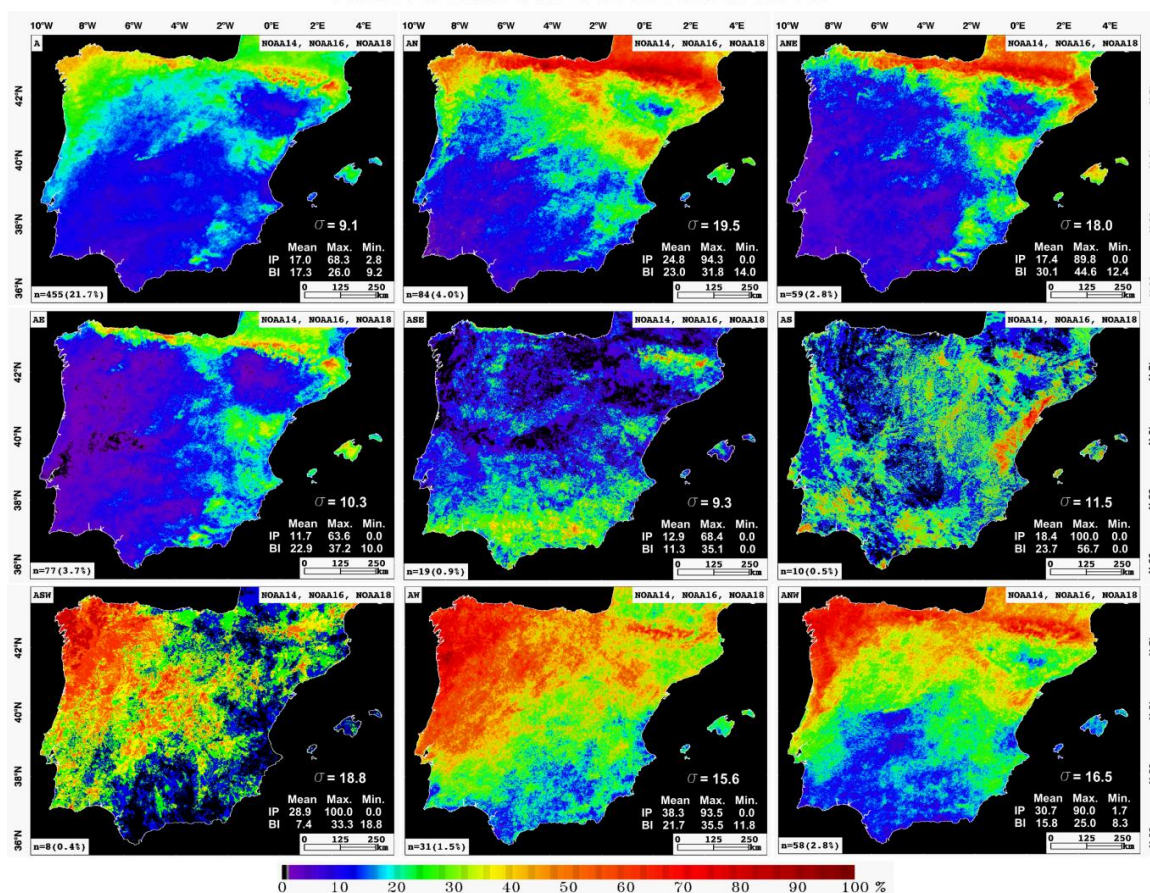 10°W 8°W 6°W 4°W 2°W 0°E 2°E 4°E 10°W 8°W 6°W 4°W 2°W 0°E 2°E 4°E 10°W 8°W 6°W 4°W 2°W 0°E 2°E 4°E
A NOAA14, NOAA16, NOAA18
42°N
40°N
38°N
36°N
σ = 9.1
Mean Max. Min.
IP 17.0 68.3 2.8
BI 17.3 26.0 9.2
n=455(21.7%)
0 125 250
km
AN NOAA14, NOAA16, NOAA18
σ = 19.5
Mean Max. Min.
IP 24.8 94.3 0.0
BI 23.0 31.8 14.0
n=84(4.0%)
0 125 250
km
ANE NOAA14, NOAA16, NOAA18
σ = 18.0
Mean Max. Min.
IP 17.4 89.8 0.0
BI 30.1 44.6 12.4
n=59(2.8%)
0 125 250
km
AE NOAA14, NOAA16, NOAA18
42°N
40°N
38°N
36°N
σ = 10.3
Mean Max. Min.
IP 11.7 63.6 0.0
BI 22.9 37.2 10.0
n=77(3.7%)
0 125 250
km
ASE NOAA14, NOAA16, NOAA18
σ = 9.3
Mean Max. Min.
IP 12.9 68.4 0.0
BI 11.3 35.1 0.0
n=19(0.9%)
0 125 250
km
AS NOAA14, NOAA16, NOAA18
σ = 11.5
Mean Max. Min.
IP 18.4 100.0 0.0
BI 23.7 56.7 0.0
n=10(0.5%)
0 125 250
km
ASW NOAA14, NOAA16, NOAA18
42°N
40°N
38°N
36°N
σ = 18.8
Mean Max. Min.
IP 28.9 100.0 0.0
BI 7.4 33.3 18.8
n=8(0.4%)
0 125 250
km
AW NOAA14, NOAA16, NOAA18
σ = 15.6
Mean Max. Min.
IP 38.3 93.5 0.0
BI 21.7 35.5 11.8
n=31(1.5%)
0 125 250
km
ANW NOAA14, NOAA16, NOAA18
σ = 16.5
Mean Max. Min.
IP 30.7 90.0 1.7
BI 15.8 25.0 8.3
n=58(2.8%)
0 125 250
km
0 10 20 30 40 50 60 70 80 90 100 %